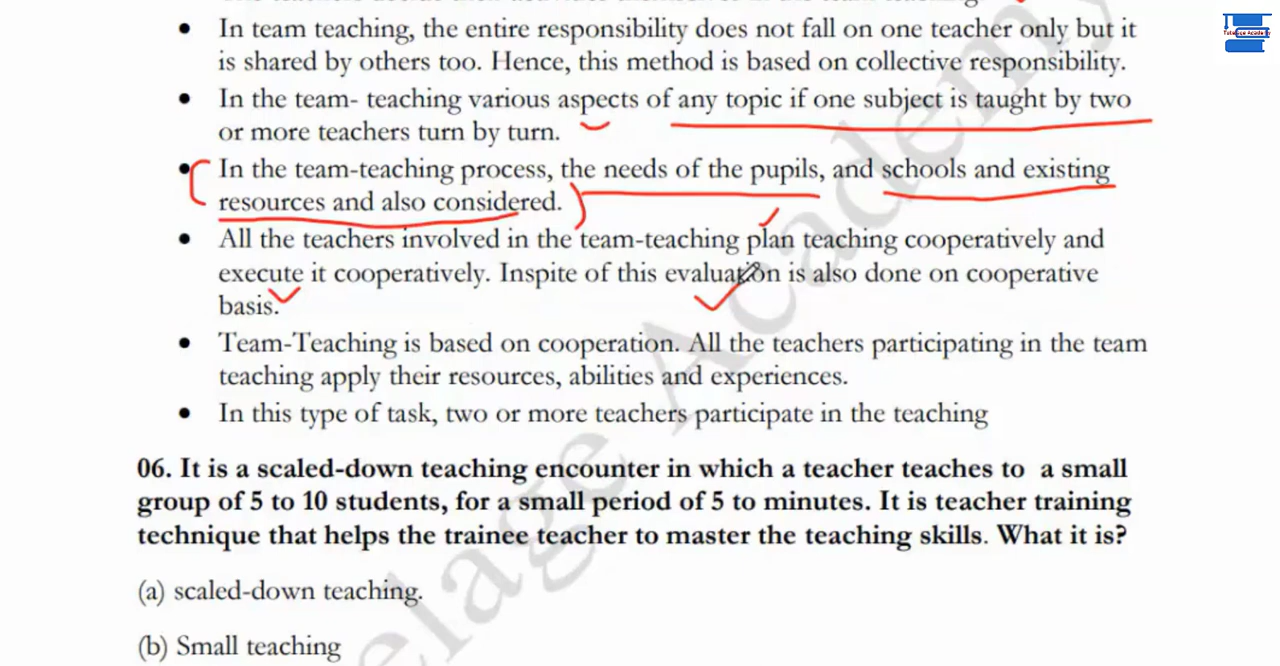 • In team teaching, the entire responsibility does not fall on one teacher only but it
is shared by others too. Hence, this method is based on collective responsibility.
• In the team- teaching various aspects of any topic if one subject is taught by two
or more teachers turn by turn.
• In the team-teaching process, the needs of the pupils, and schools and existing
resources and also considered.
• All the teachers involved in the team-teaching plan teaching cooperatively and
execute it cooperatively. Inspite of this evaluation is also done on cooperative
basis.
• Team-Teaching is based on cooperation. All the teachers participating in the team
teaching apply their resources, abilities and experiences.
• In this type of task, two or more teachers participate in the teaching
06. It is a scaled-down teaching encounter in which a teacher teaches to a small
group of 5 to 10 students, for a small period of 5 to minutes. It is teacher training
technique that helps the trainee teacher to master the teaching skills. What it is?
(a) scaled-down teaching.
(b) Small teaching
elage Academy